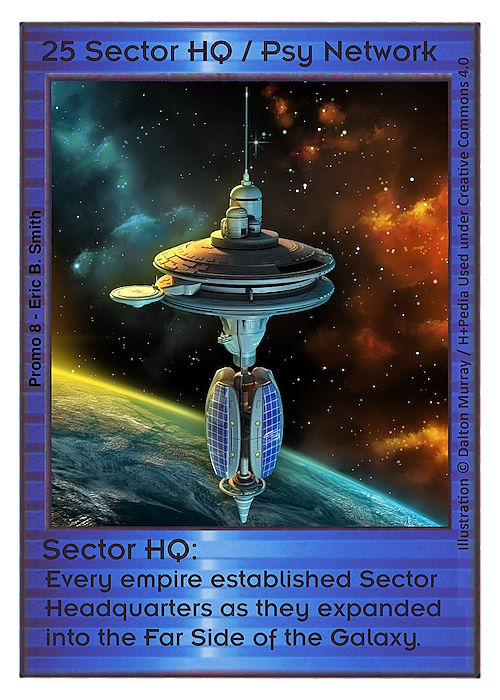 25 Sector HQ / Psy Network
Promo 8 - Eric B. Smith
Illustration © Dalton Murray / H+Pedia Used under Creative Commons 4.0
Sector HQ:
Every empire established Sector
Headquarters as they expanded
into the Far Side of the Galaxy.